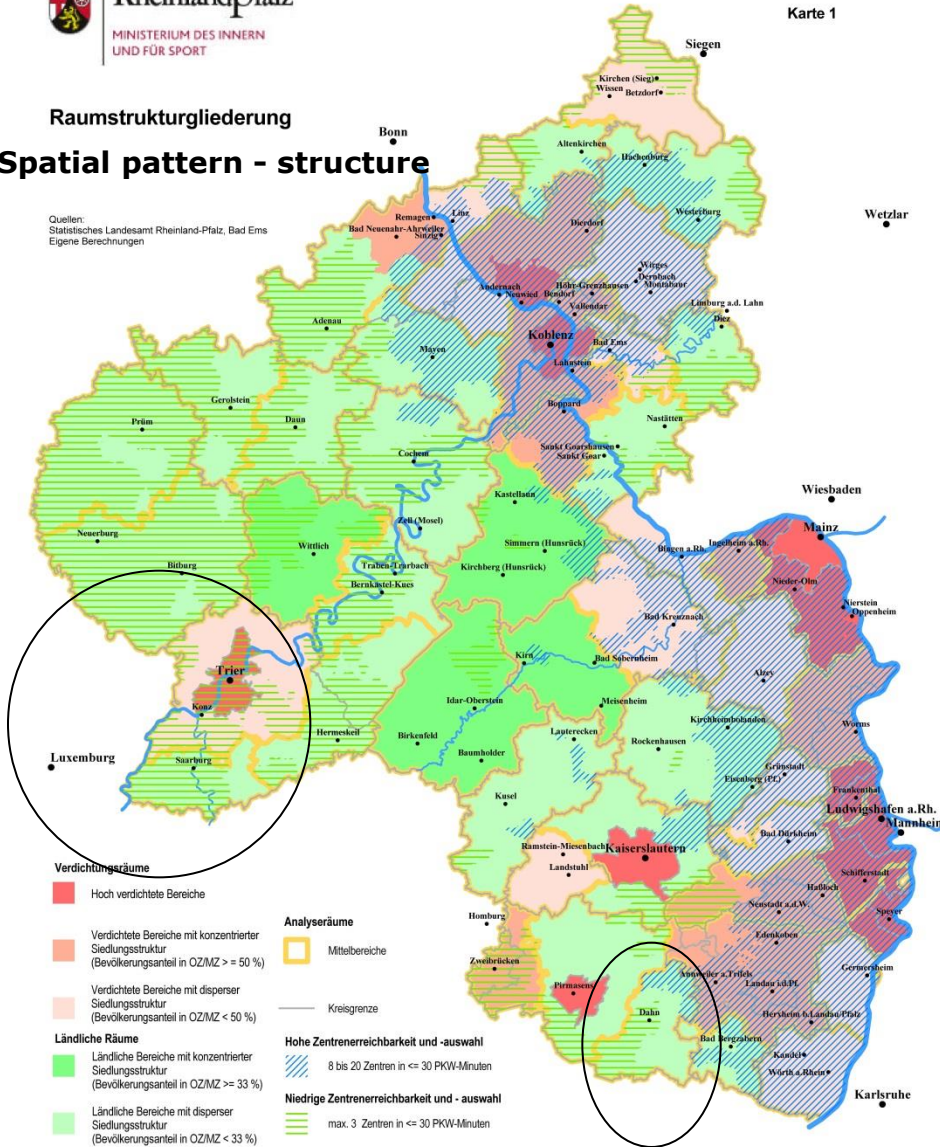 RheinlandPfalz
MINISTERIUM DES INNERN
UND FÜR SPORT
Karte 1
Raumstrukturgliederung
Spatial pattern - structure
Quellen:
Statistisches Landesamt Rheinland-Pfalz, Bad Ems
Eigene Berechnungen
Siegen
Kirchen (Sieg)
Wissen
Betzdorf
Bonn
Altenkirchen
Hachenburg
Remagen
Linz
Bad Neuenahr-Ahrweiler
Sinzig
Dierdorf
Westerburg
Wetzlar
Wirges
Dernbach
Montabaur
Andernach
Neuwied
Bendorf
Höhr-Grenzhausen
Vallendar
Limburg a.d. Lahn
Diez
Adenau
Mayen
Koblenz
Bad Ems
Lahnstein
Gerolstein
Prüm
Daun
Boppard
Nastätten
Cochem
Sankt Goarshausen
Sankt Goar
Kastellaun
Wiesbaden
Neuerburg
Wittlich
Zell (Mosel)
Simmern (Hunsrück)
Mainz
Bingen a.Rh.
Ingelheim a.Rh.
Bitburg
Traben-Trarbach
Bernkastel-Kues
Kirchberg (Hunsrück)
Nieder-Olm
Nierstein
Oppenheim
Bad Kreuznach
Trier
Kirn
Bad Sobernheim
Alzey
Konz
Idar-Oberstein
Meisenheim
Hermeskeil
Birkenfeld
Baumholder
Lauterecken
Rockenhausen
Kirchheimbolanden
Worms
Luxemburg
Saarburg
Kusel
Eisenberg (Pf.)
Grünstadt
Frankenthal
Ludwigshafen a.Rh.
Mannheim
Bad Dürkheim
Ramstein-Miesenbach
Kaiserslautern
Landstuhl
Schifferstadt
Haßloch
Neustadt a.d.W.
Speyer
Homburg
Edenkoben
Zweibrücken
Pirmasens
Annweiler a.Trifels
Landau i.d.Pf.
Germersheim
Dahn
Herxheim b.Landau/Pfalz
Bad Bergzabern
Kandel
Wörth a.Rhein
Karlsruhe
Verdichtungsräume
Hoch verdichtete Bereiche
Verdichtete Bereiche mit konzentrierter
Siedlungsstruktur
(Bevölkerungsanteil in OZ/MZ > = 50 %)
Verdichtete Bereiche mit disperser
Siedlungsstruktur
(Bevölkerungsanteil in OZ/MZ < 50 %)
Ländliche Räume
Ländliche Bereiche mit konzentrierter
Siedlungsstruktur
(Bevölkerungsanteil in OZ/MZ >= 33 %)
Ländliche Bereiche mit disperser
Siedlungsstruktur
(Bevölkerungsanteil in OZ/MZ < 33 %)
Analyseräume
Mittelbereiche
Kreisgrenze
Hohe Zentrenerreichbarkeit und -auswahl
8 bis 20 Zentren in <= 30 PKW-Minuten
Niedrige Zentrenerreichbarkeit und - auswahl
max. 3 Zentren in <= 30 PKW-Minuten